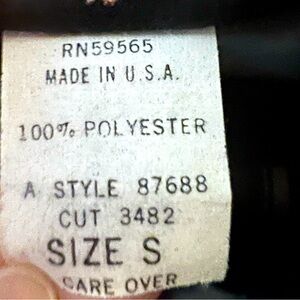 RN59565
MADE IN U.S.A.
100% POLYESTER
A STYLE 87688
CUT 3482
SIZE S
CARE OVER